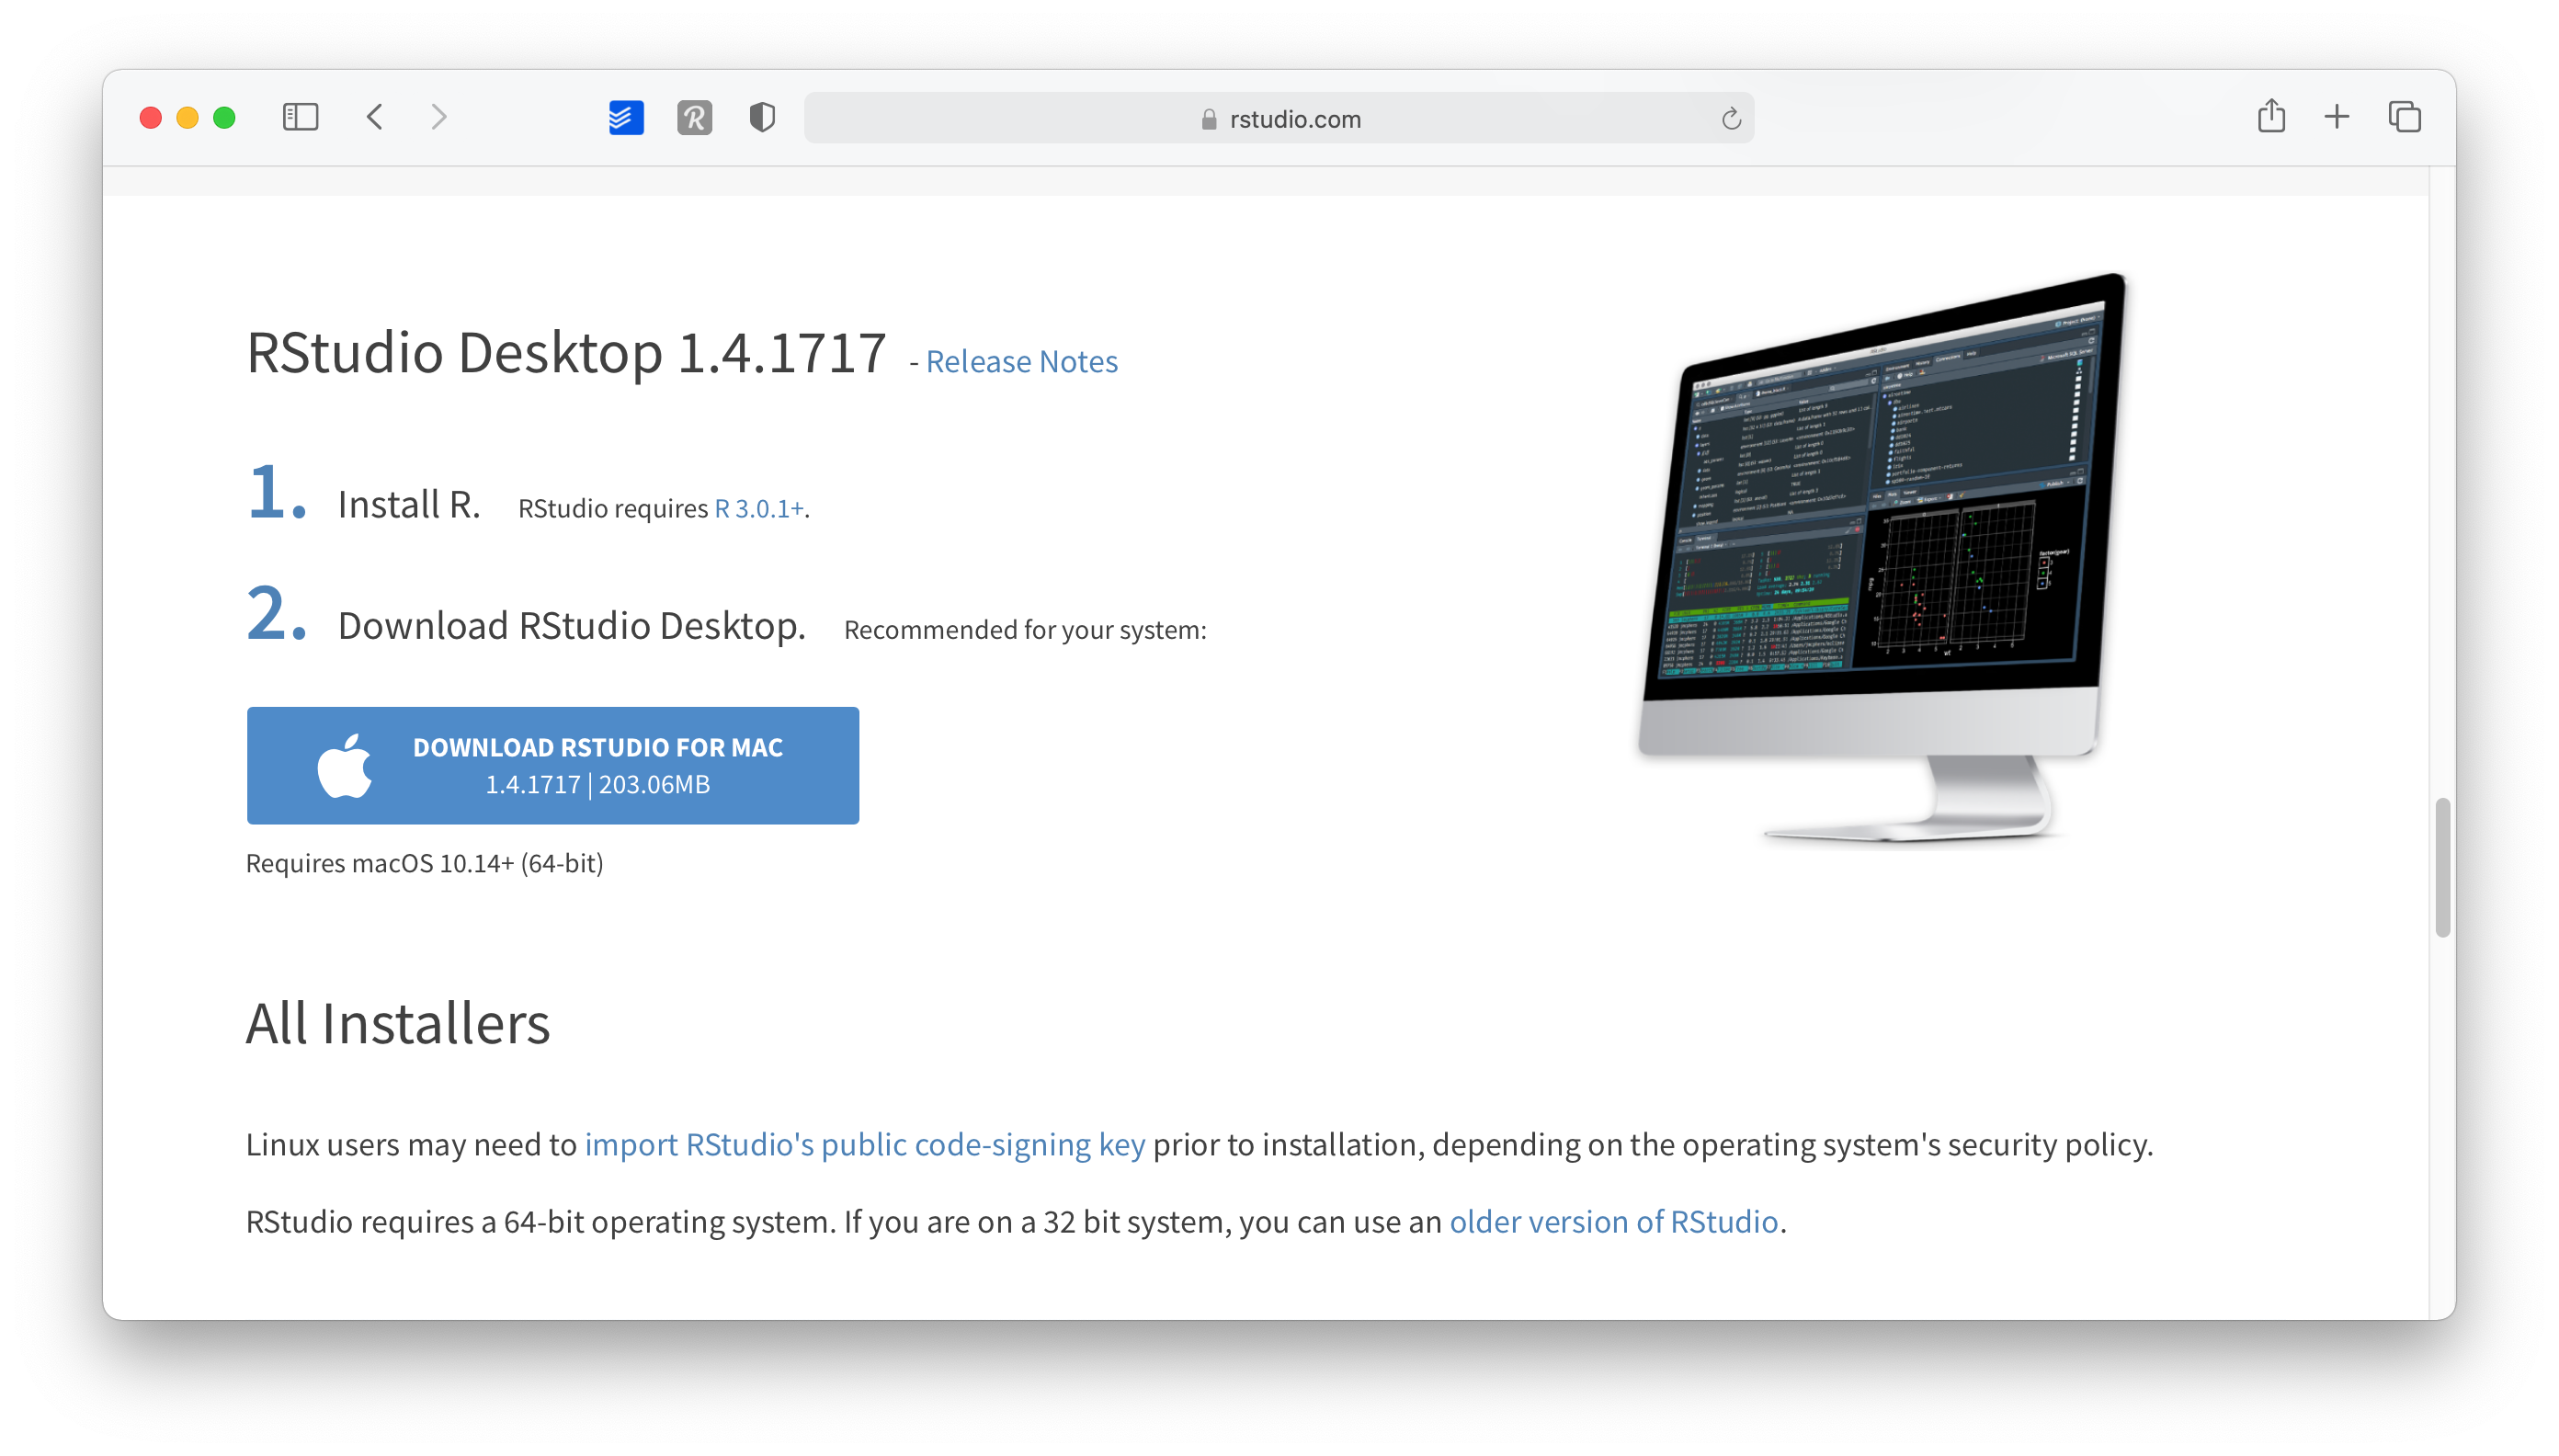 rstudio.com
RStudio Desktop 1.4.1717 - Release Notes
1. Install R. RStudio requires R 3.0.1+.
2. Download RStudio Desktop. Recommended for your system:
DOWNLOAD RSTUDIO FOR MAC
1.4.1717 | 203.06MB
Requires macOS 10.14+ (64-bit)
All Installers
Linux users may need to import RStudio's public code-signing key prior to installation, depending on the operating system's security policy.
RStudio requires a 64-bit operating system. If you are on a 32 bit system, you can use an older version of RStudio.